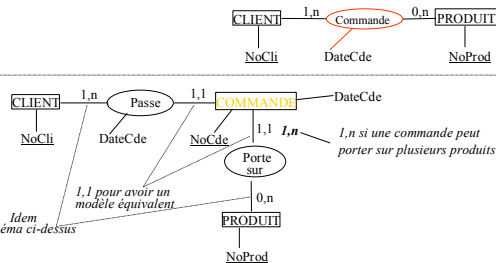 1,n 0,n
CLIENT Commande PRODUIT
NoCli DateCde NoProd
1,n 1,1 DateCde
CLIENT Passe COMMANDE
NoCli DateCde NoCde 1,1 1,n 1,n si une commande peut
porter sur plusieurs produits
Porte
sur
1,1 pour avoir un
modèle équivalent
0,n
Idem
éma ci-dessus
PRODUIT
NoProd